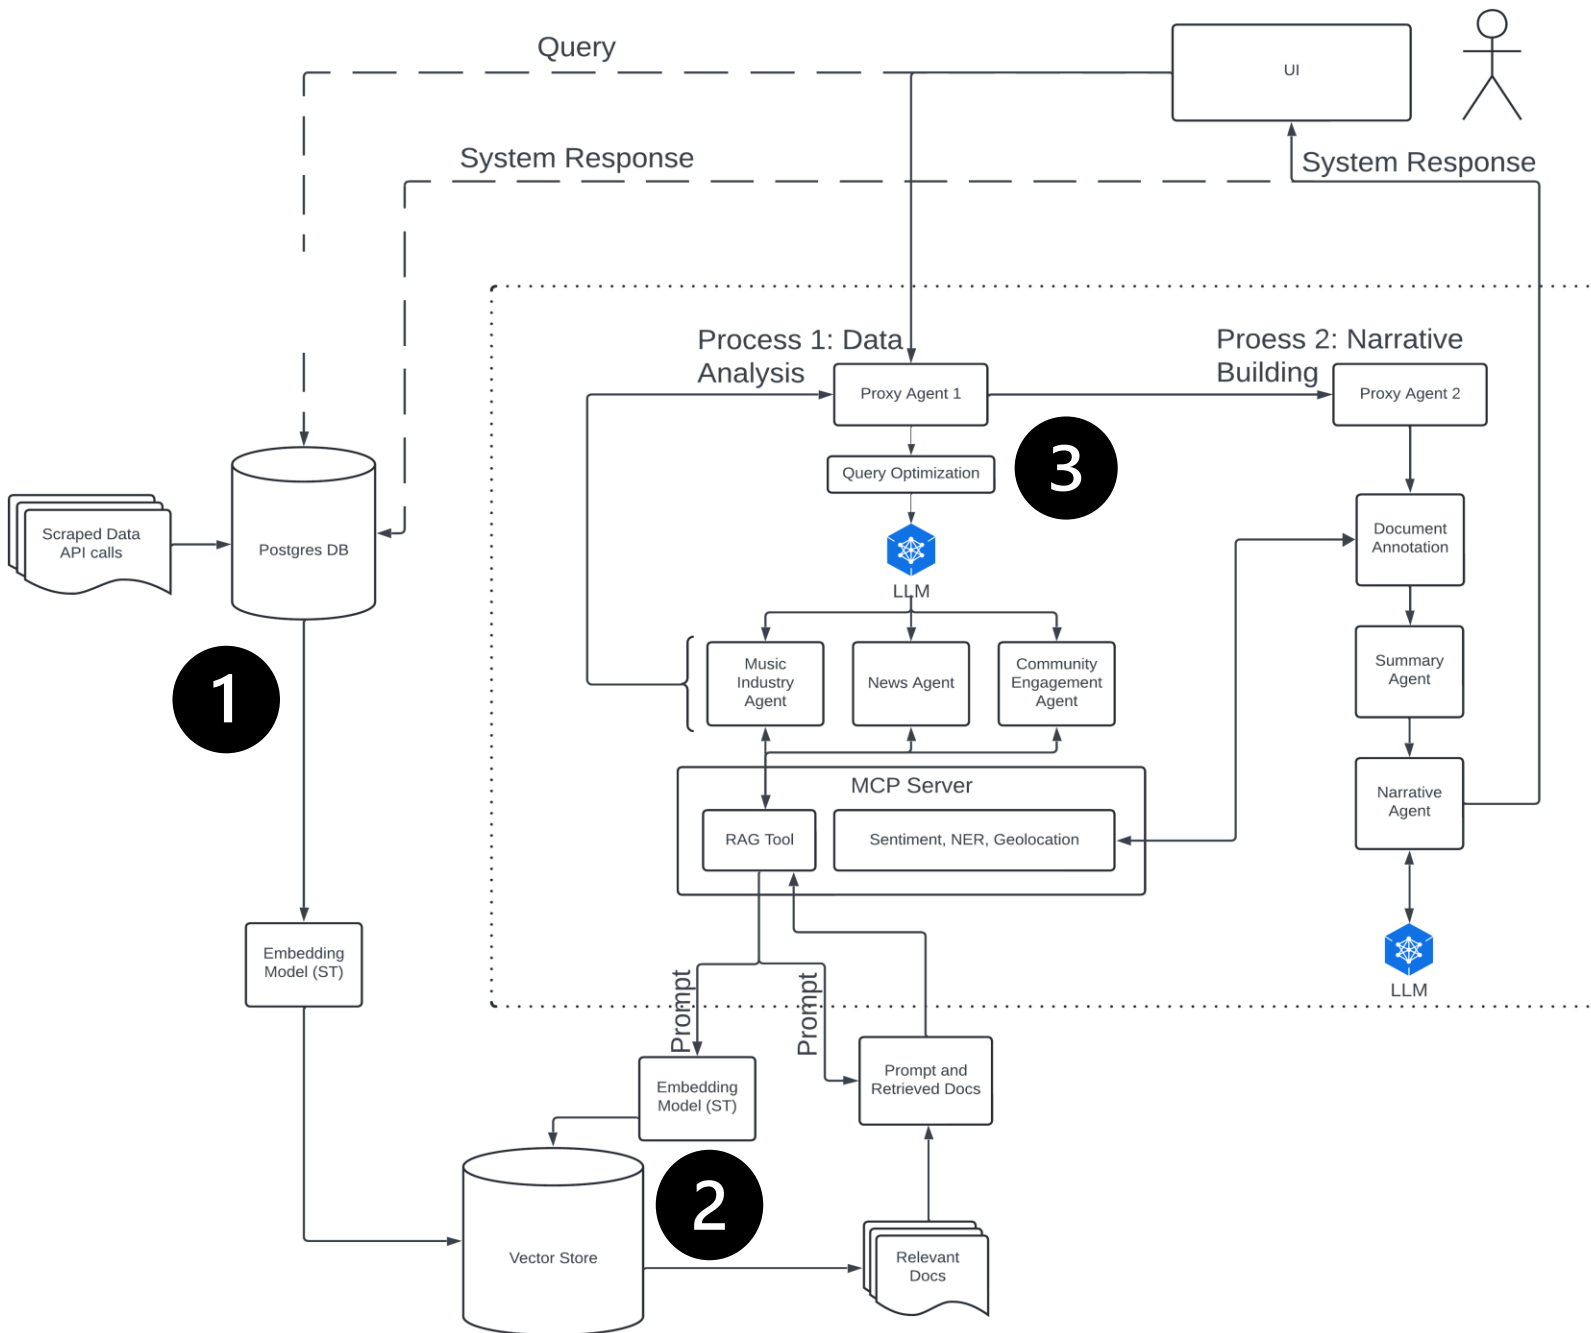 Query
UI
System Response
System Response
Process 1: Data
Analysis
Proess 2: Narrative
Building
Proxy Agent 1
Proxy Agent 2
3
Query Optimization
Scraped Data
API calls
Postgres DB
Document
Annotation
LLM
1
Music
Industry
Agent
News Agent
Community
Engagement
Agent
Summary
Agent
MCP Server
RAG Tool
Sentiment, NER, Geolocation
Narrative
Agent
Embedding
Model (ST)
LLM
Prompt
Prompt
Embedding
Model (ST)
Prompt and
Retrieved Docs
2
Vector Store
Relevant
Docs